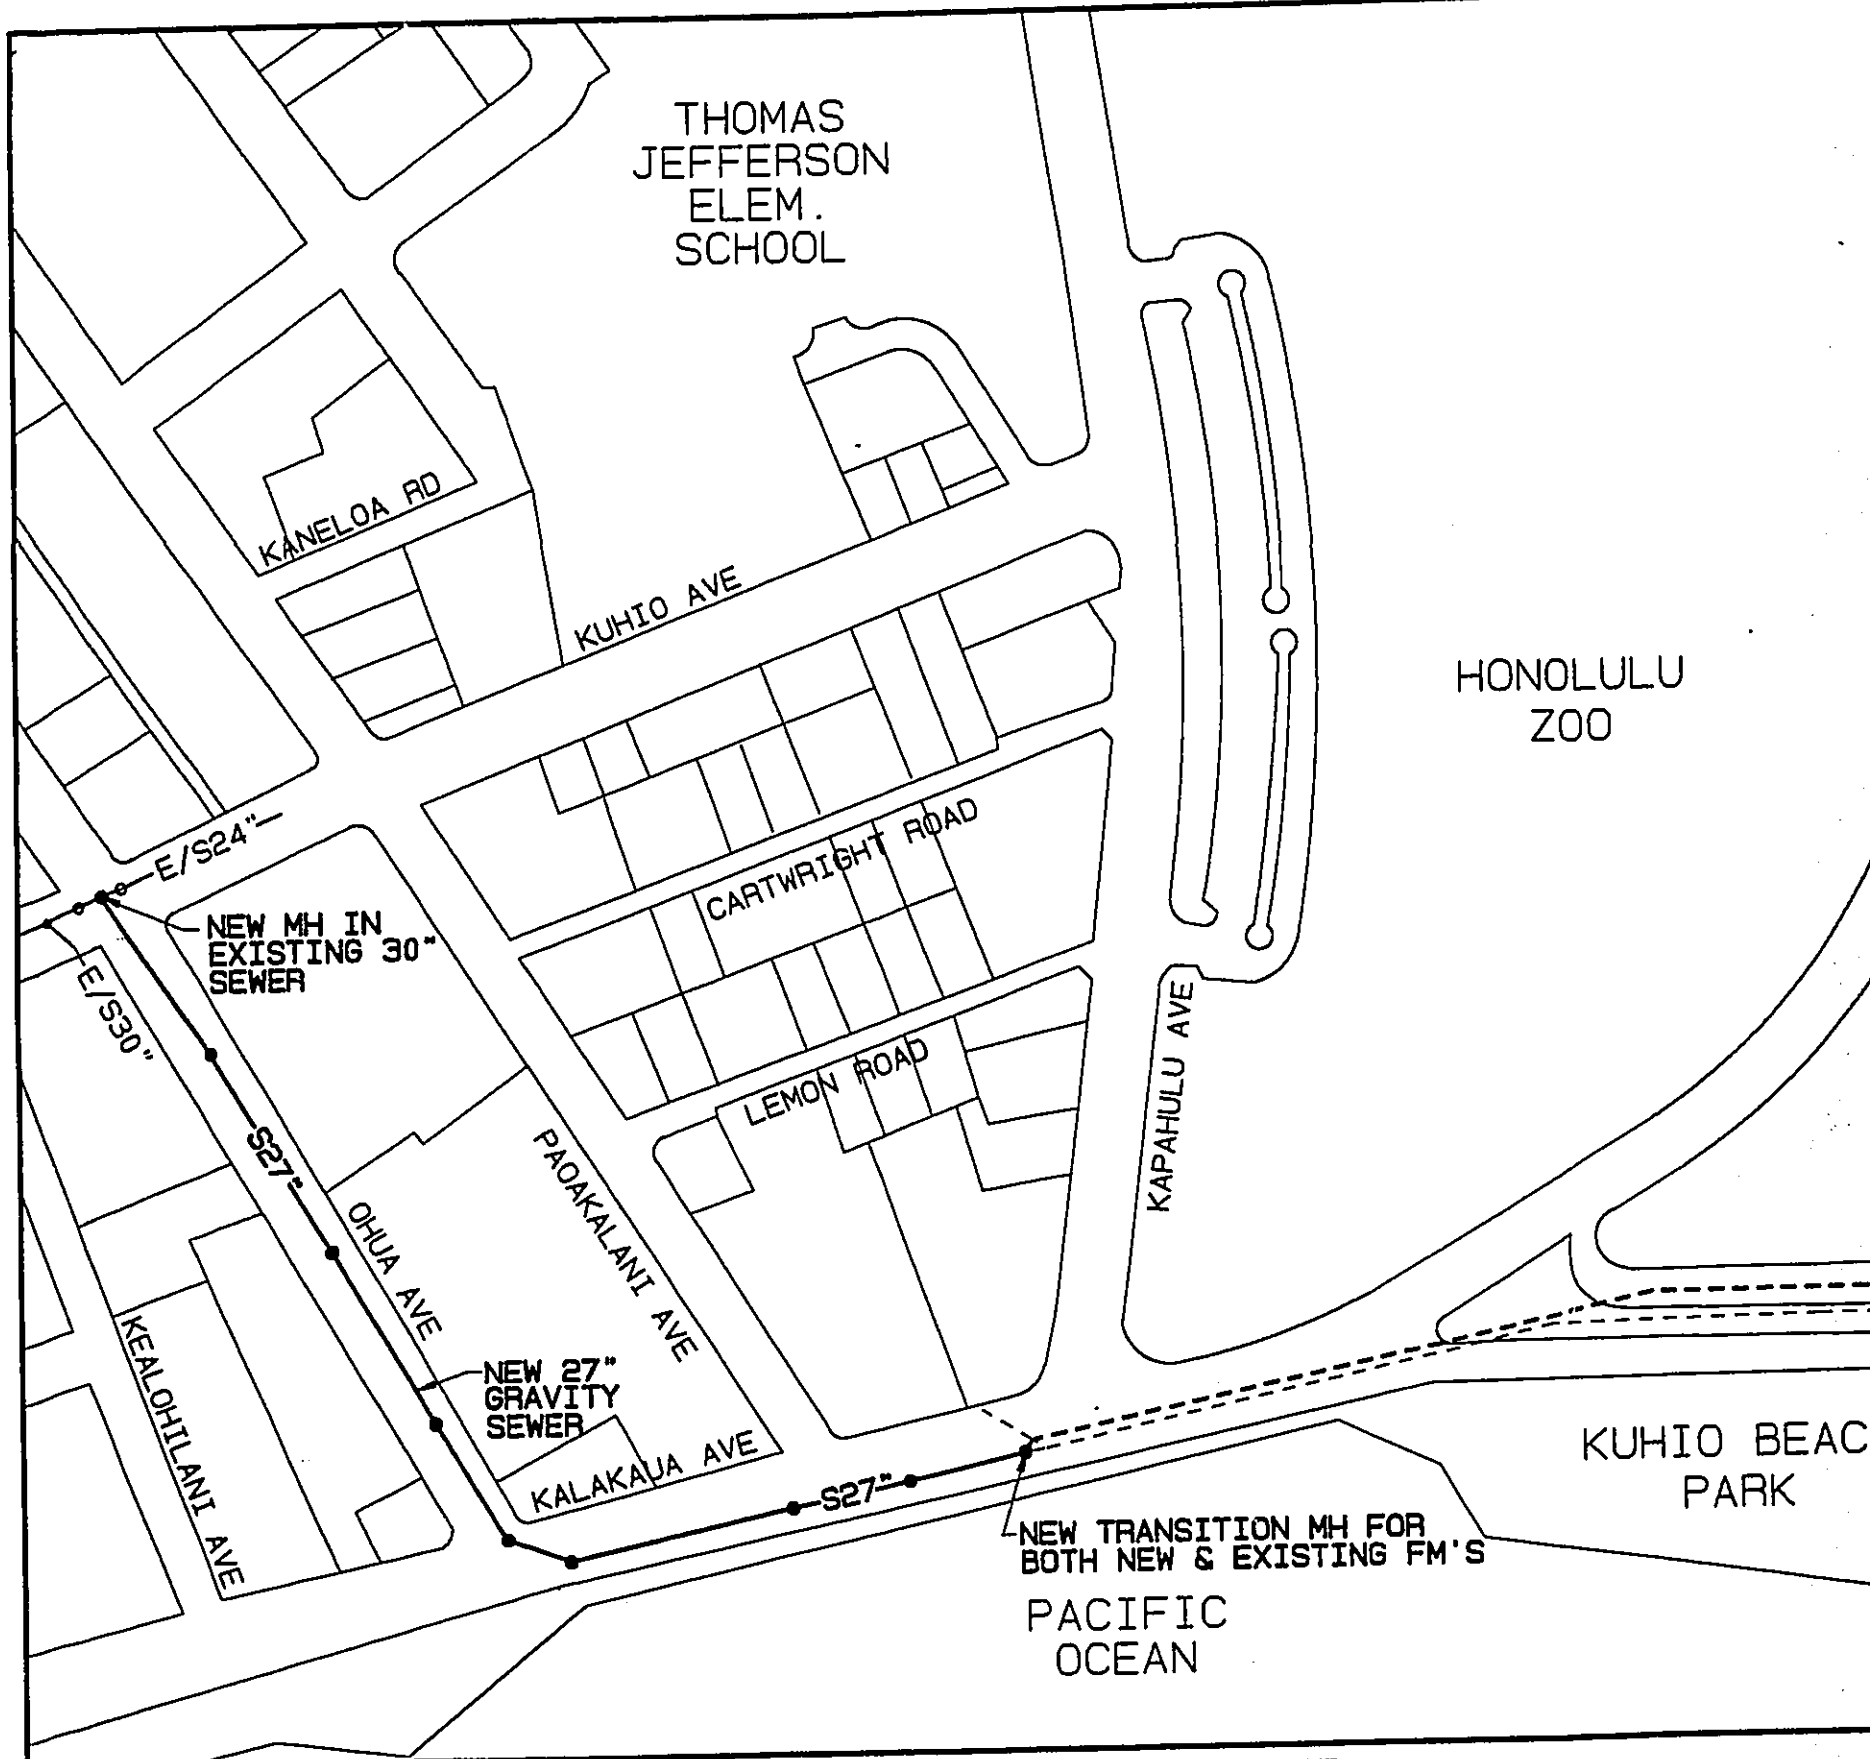 THOMAS
JEFFERSON
ELEM.
SCHOOL
KANELOA RD
KUHIO AVE
HONOLULU
ZOO
E/S24"
CARTWRIGHT ROAD
NEW MH IN
EXISTING 30"
SEWER
E/S30"
LEMON ROAD
KAPAHULU AVE
S27"
PAOAKALANI AVE
OHUA AVE
KEALOHILANI AVE
NEW 27"
GRAVITY
SEWER
KALAKAUA AVE
S27"
KUHIO BEAC
PARK
NEW TRANSITION MH FOR
BOTH NEW & EXISTING FM'S
PACIFIC
OCEAN